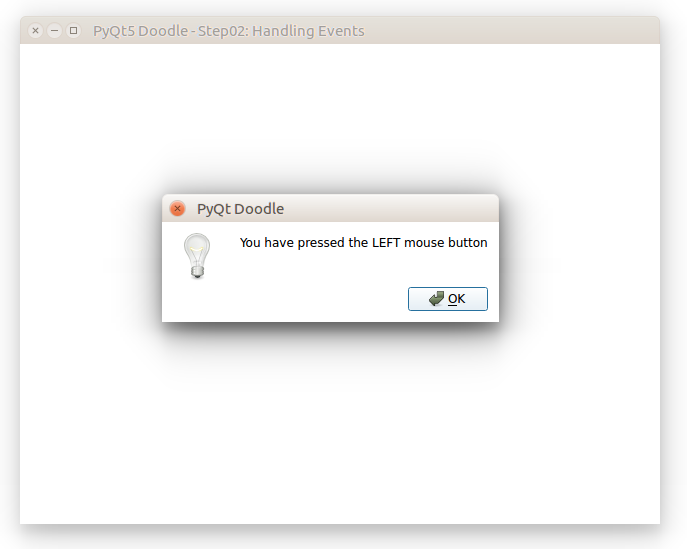 PyQt5 Doodle - Step02: Handling Events
PyQt Doodle
You have pressed the LEFT mouse button
OK